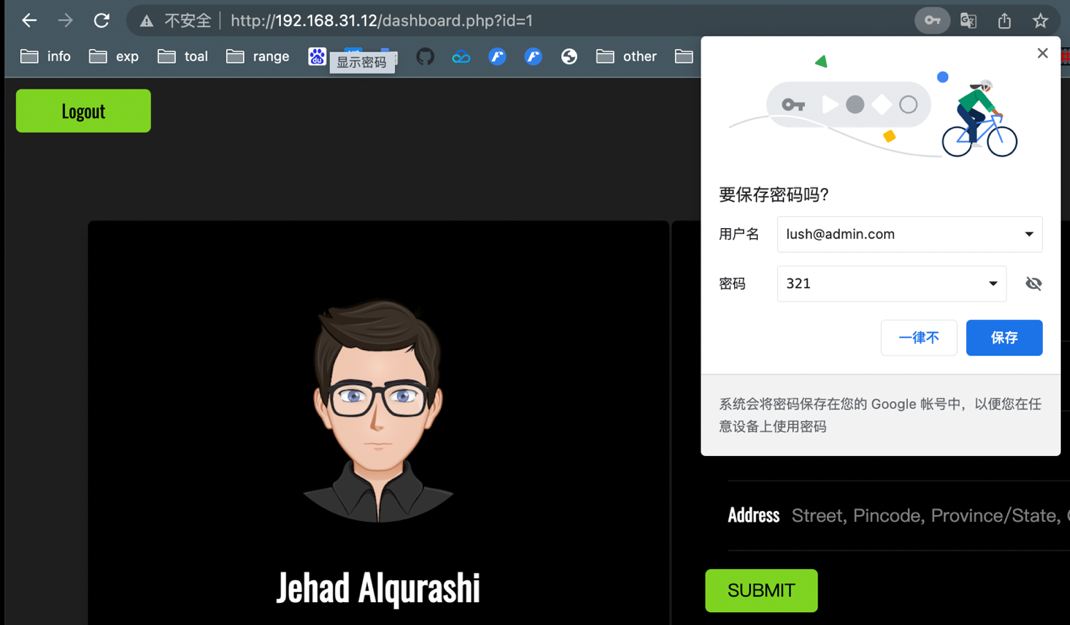 不安全 http://192.168.31.12/dashboard.php?id=1
info exp toal range other
显示密码
Logout
要保存密码吗?
用户名 lush@admin.com
密码 321
一律不 保存
系统会将密码保存在您的 Google 帐号中，以便您在任
意设备上使用密码
Address Street, Pincode, Province/State,
SUBMIT
Jehad Alqurashi